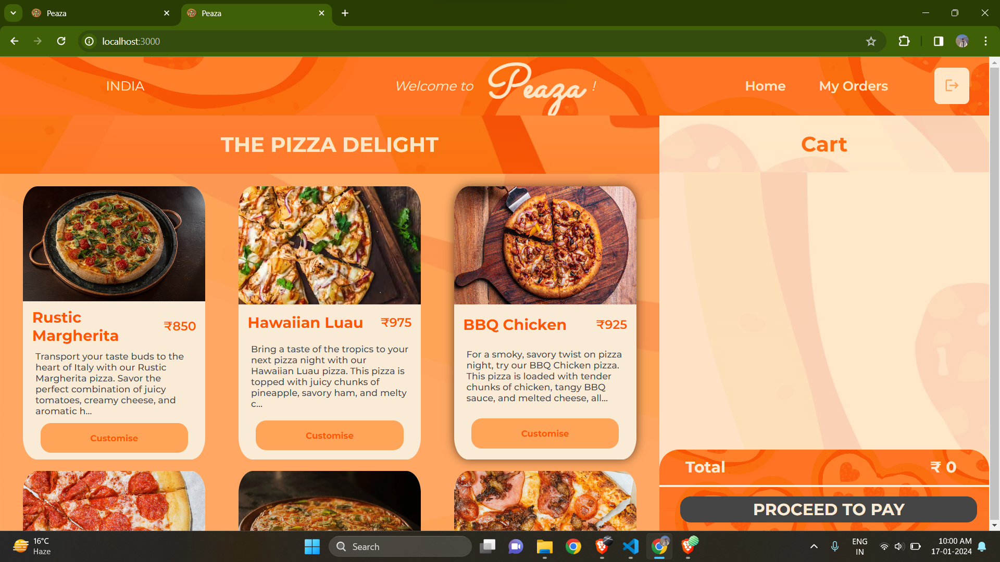 Peaza
Peaza
localhost:3000
INDIA
Welcome to Peaza !
Home
My Orders
THE PIZZA DELIGHT
Cart
Rustic
Margherita
₹850
Transport your taste buds to the
heart of Italy with our Rustic
Margherita pizza. Savor the
perfect combination of juicy
tomatoes, creamy cheese, and
aromatic h...
Customise
Hawaiian Luau
₹975
Bring a taste of the tropics to your
next pizza night with our
Hawaiian Luau pizza. This pizza is
topped with juicy chunks of
pineapple, savory ham, and melty
c...
Customise
BBQ Chicken
₹925
For a smoky, savory twist on pizza
night, try our BBQ Chicken pizza.
This pizza is loaded with tender
chunks of chicken, tangy BBQ
sauce, and melted cheese, all...
Customise
Total
₹ 0
PROCEED TO PAY
16°C
Haze
Search
ENG
IN
10:00 AM
17-01-2024